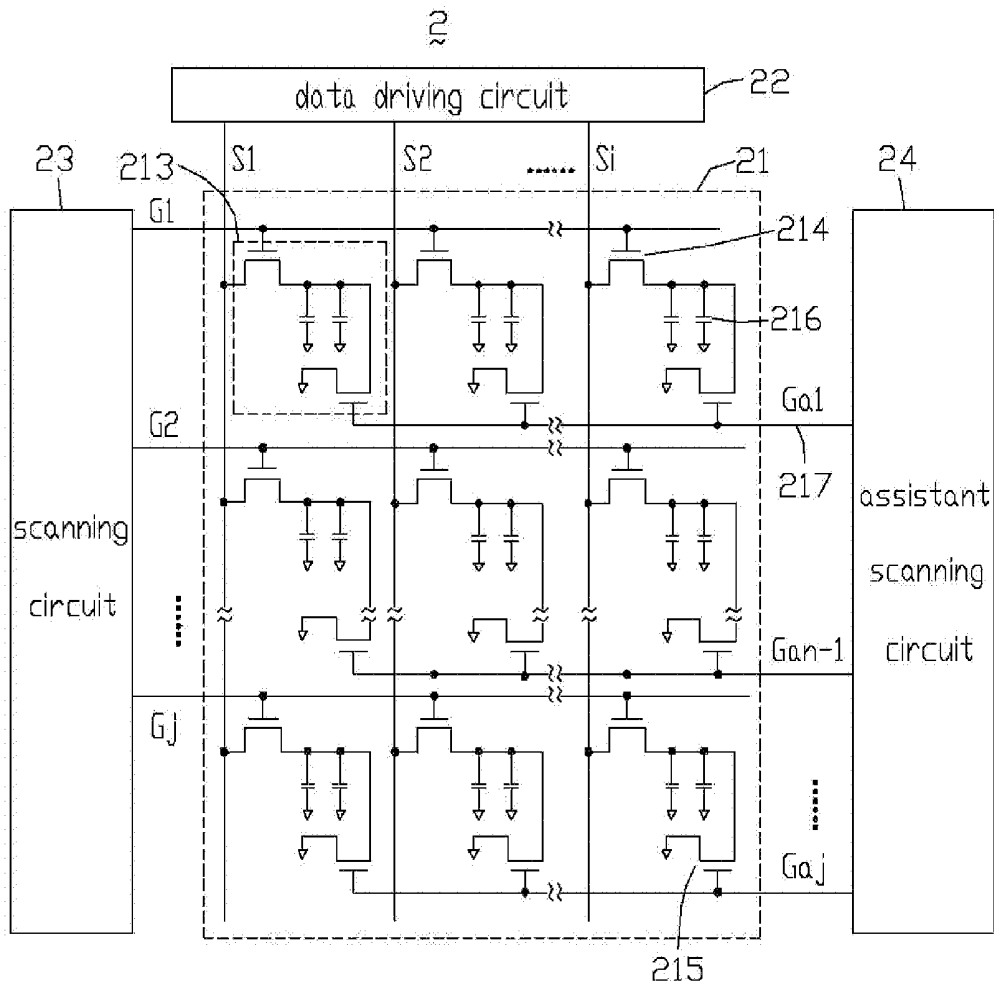 2
data driving circuit
22
23
213
S1
S2
......
Si
21
24
G1
214
216
Ga1
G2
217
scanning
circuit
......
assistant
scanning
circuit
Gan-1
Gj
......
Gaj
215